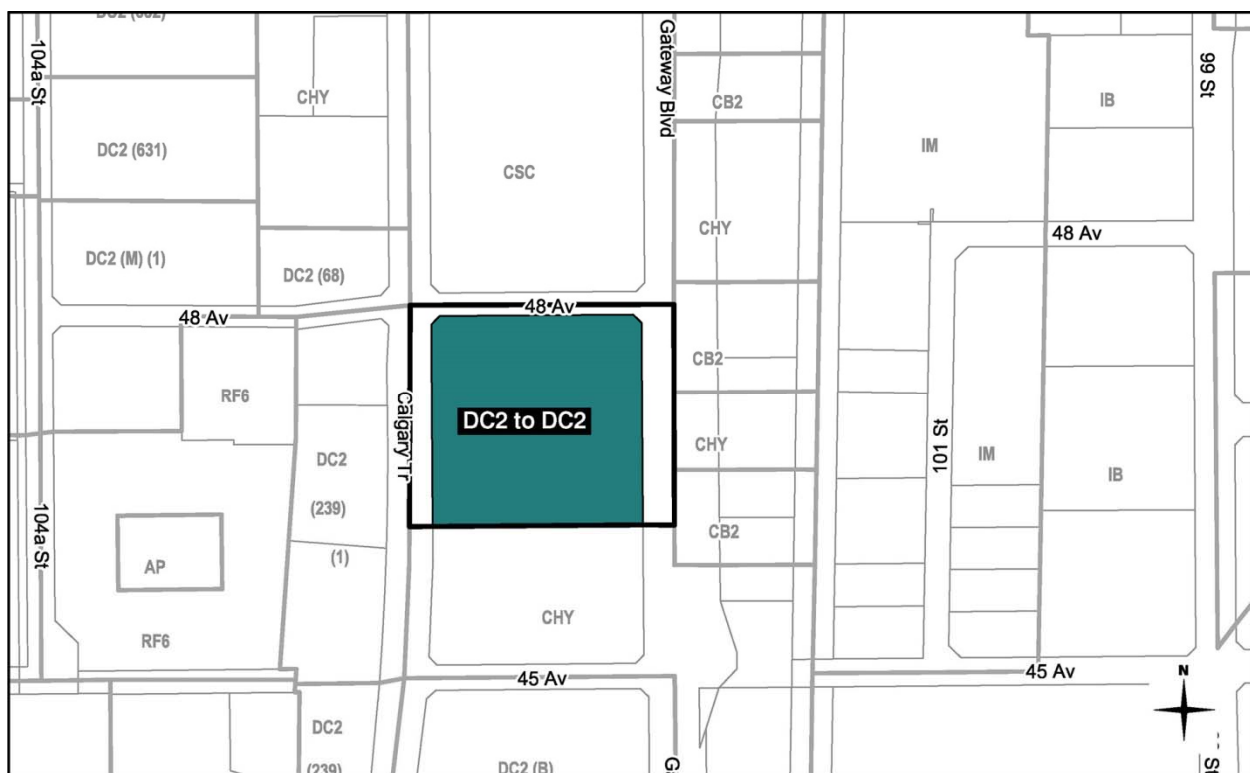 104a St
CHY
DC2 (631)
CSC
Gateway Blvd
CB2
IM
IB
99 St
CHY
DC2 (M) (1)
DC2 (68)
48 Av
48 Av
48 Av
RF6
Calgary Tr
DC2 to DC2
CB2
CHY
101 St
IM
IB
DC2
(239)
(1)
104a St
AP
RF6
CB2
CHY
45 Av
45 Av
N
DC2
(239)
DC2 (B)